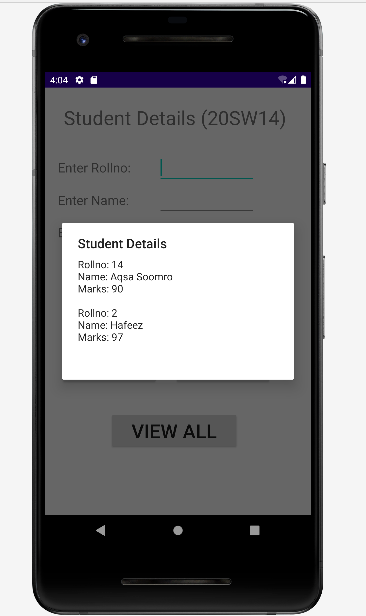 4:04
Student Details (20SW14)
Enter Rollno:
Enter Name:
E
Student Details
Rollno: 14
Name: Aqsa Soomro
Marks: 90
Rollno: 2
Name: Hafeez
Marks: 97
VIEW ALL